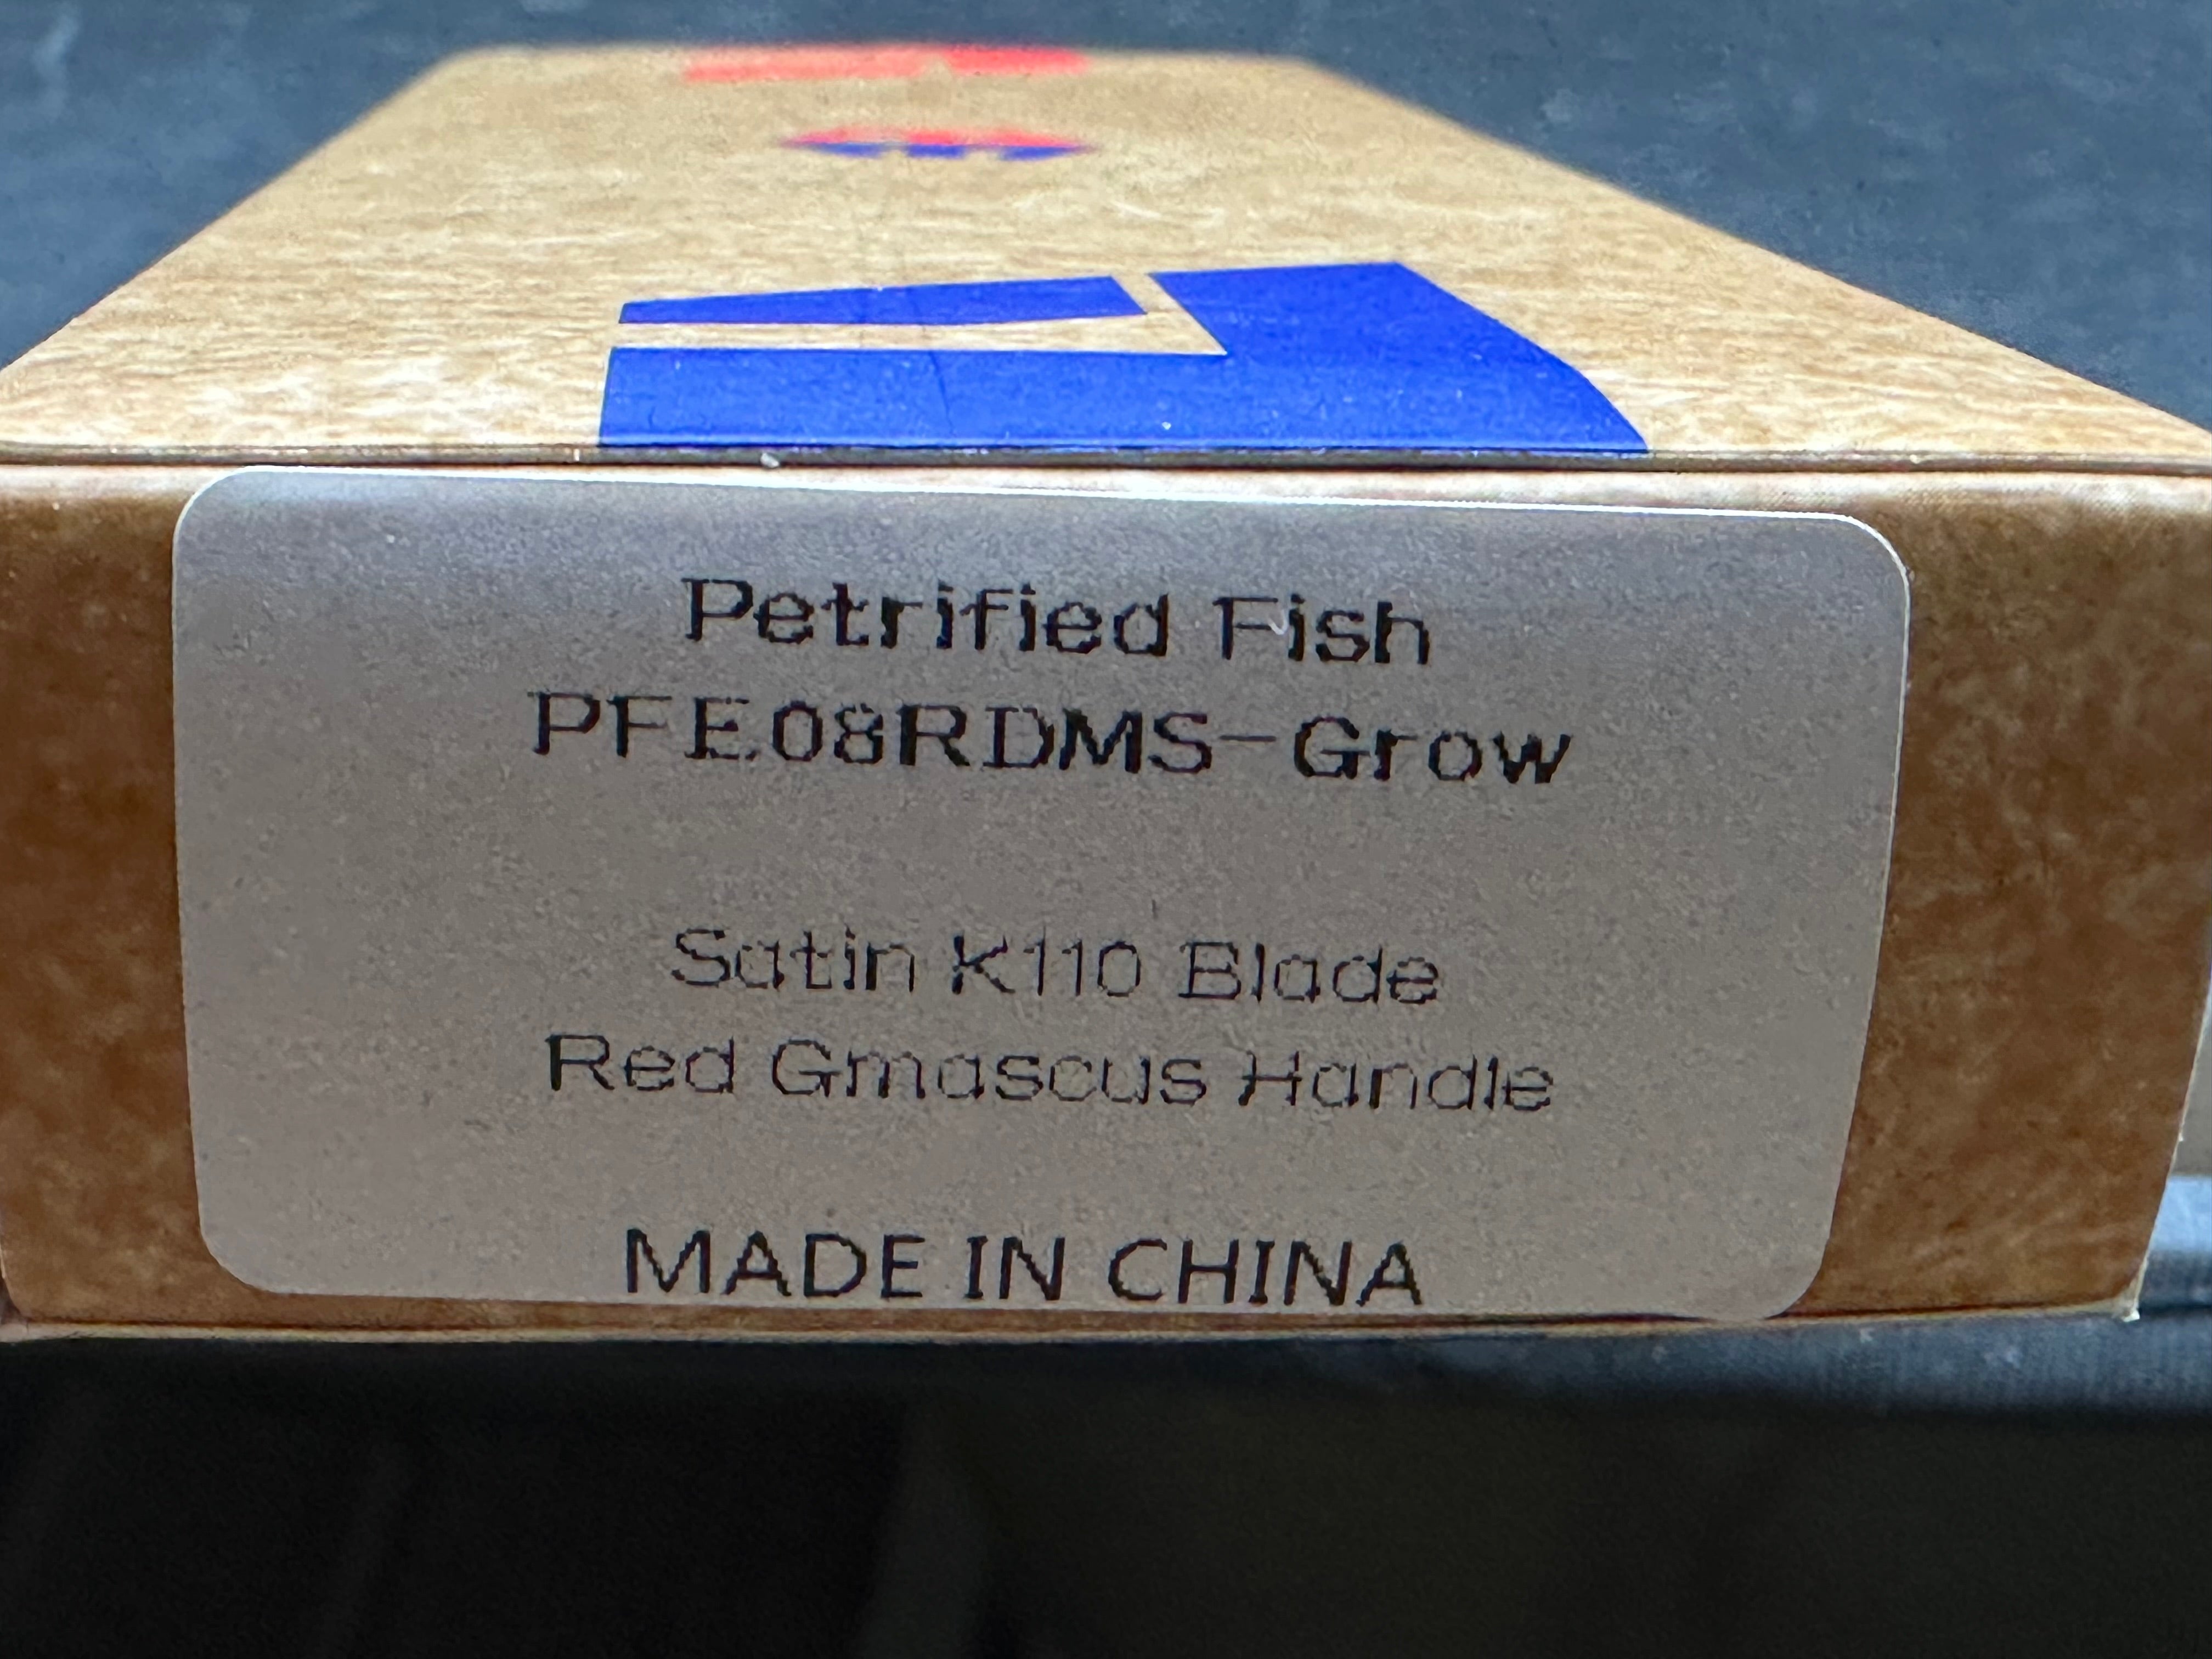 Petrified Fish
PFE08RDMS-Grow
Satin K110 Blade
Red Gmascus Handle
MADE IN CHINA